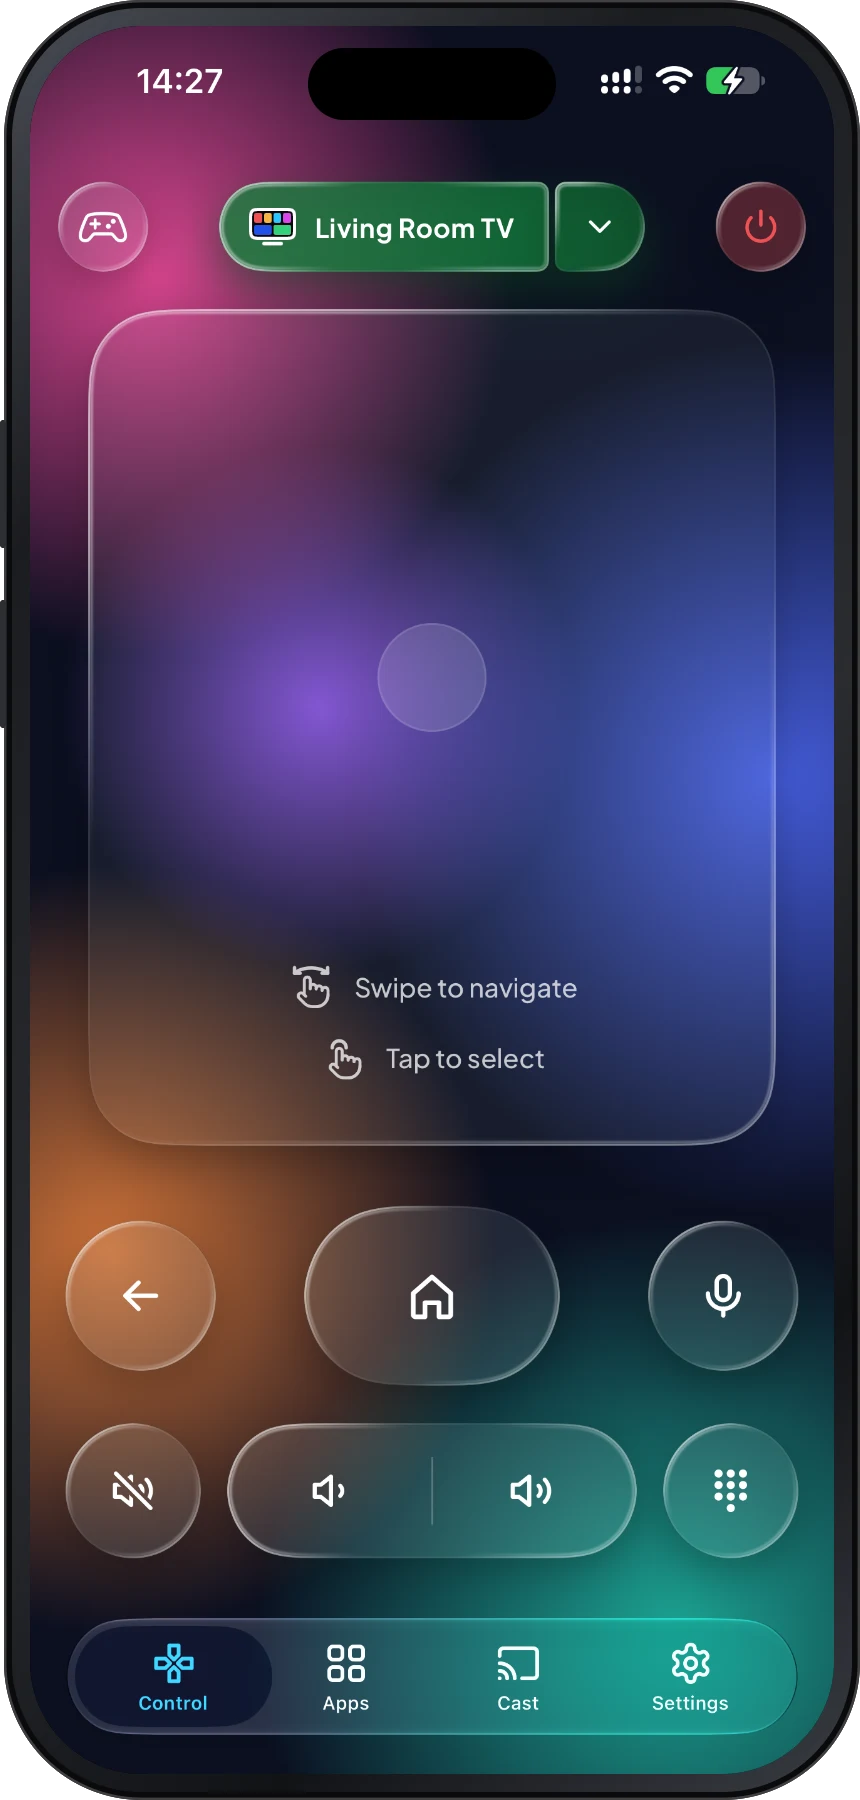 14:27
Living Room TV
Swipe to navigate
Tap to select
Control
Apps
Cast
Settings